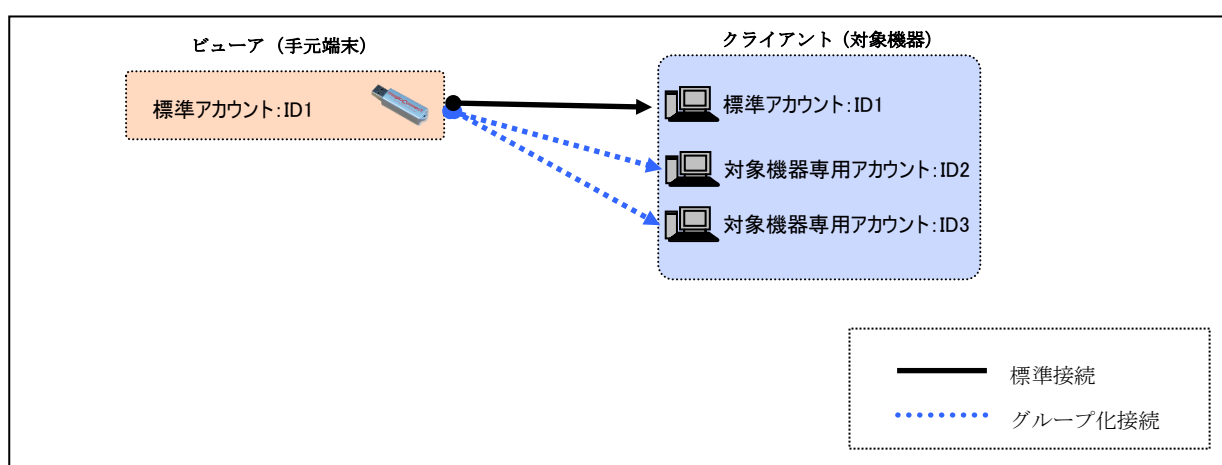 ビューア（手元端末）
クライアント（対象機器）
標準アカウント：ID1
標準アカウント：ID1
対象機器専用アカウント：ID2
対象機器専用アカウント：ID3
標準接続
グループ化接続